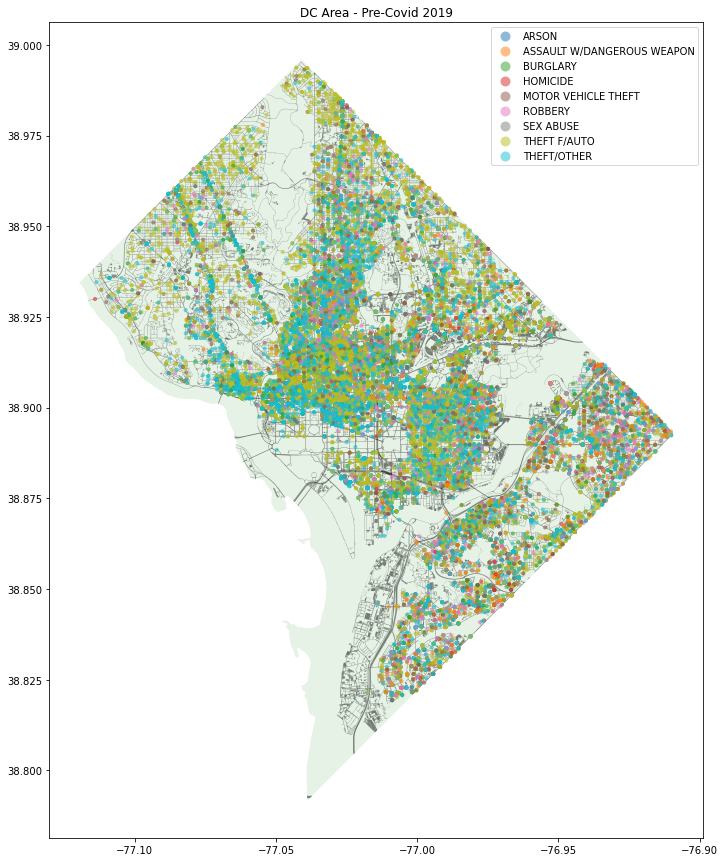 DC Area - Pre-Covid 2019
ARSON
ASSAULT W/DANGEROUS WEAPON
BURGLARY
HOMICIDE
MOTOR VEHICLE THEFT
ROBBERY
SEX ABUSE
THEFT F/AUTO
THEFT/OTHER
39.000
38.975
38.950
38.925
38.900
38.875
38.850
38.825
38.800
−77.10
−77.05
−77.00
−76.95
−76.90